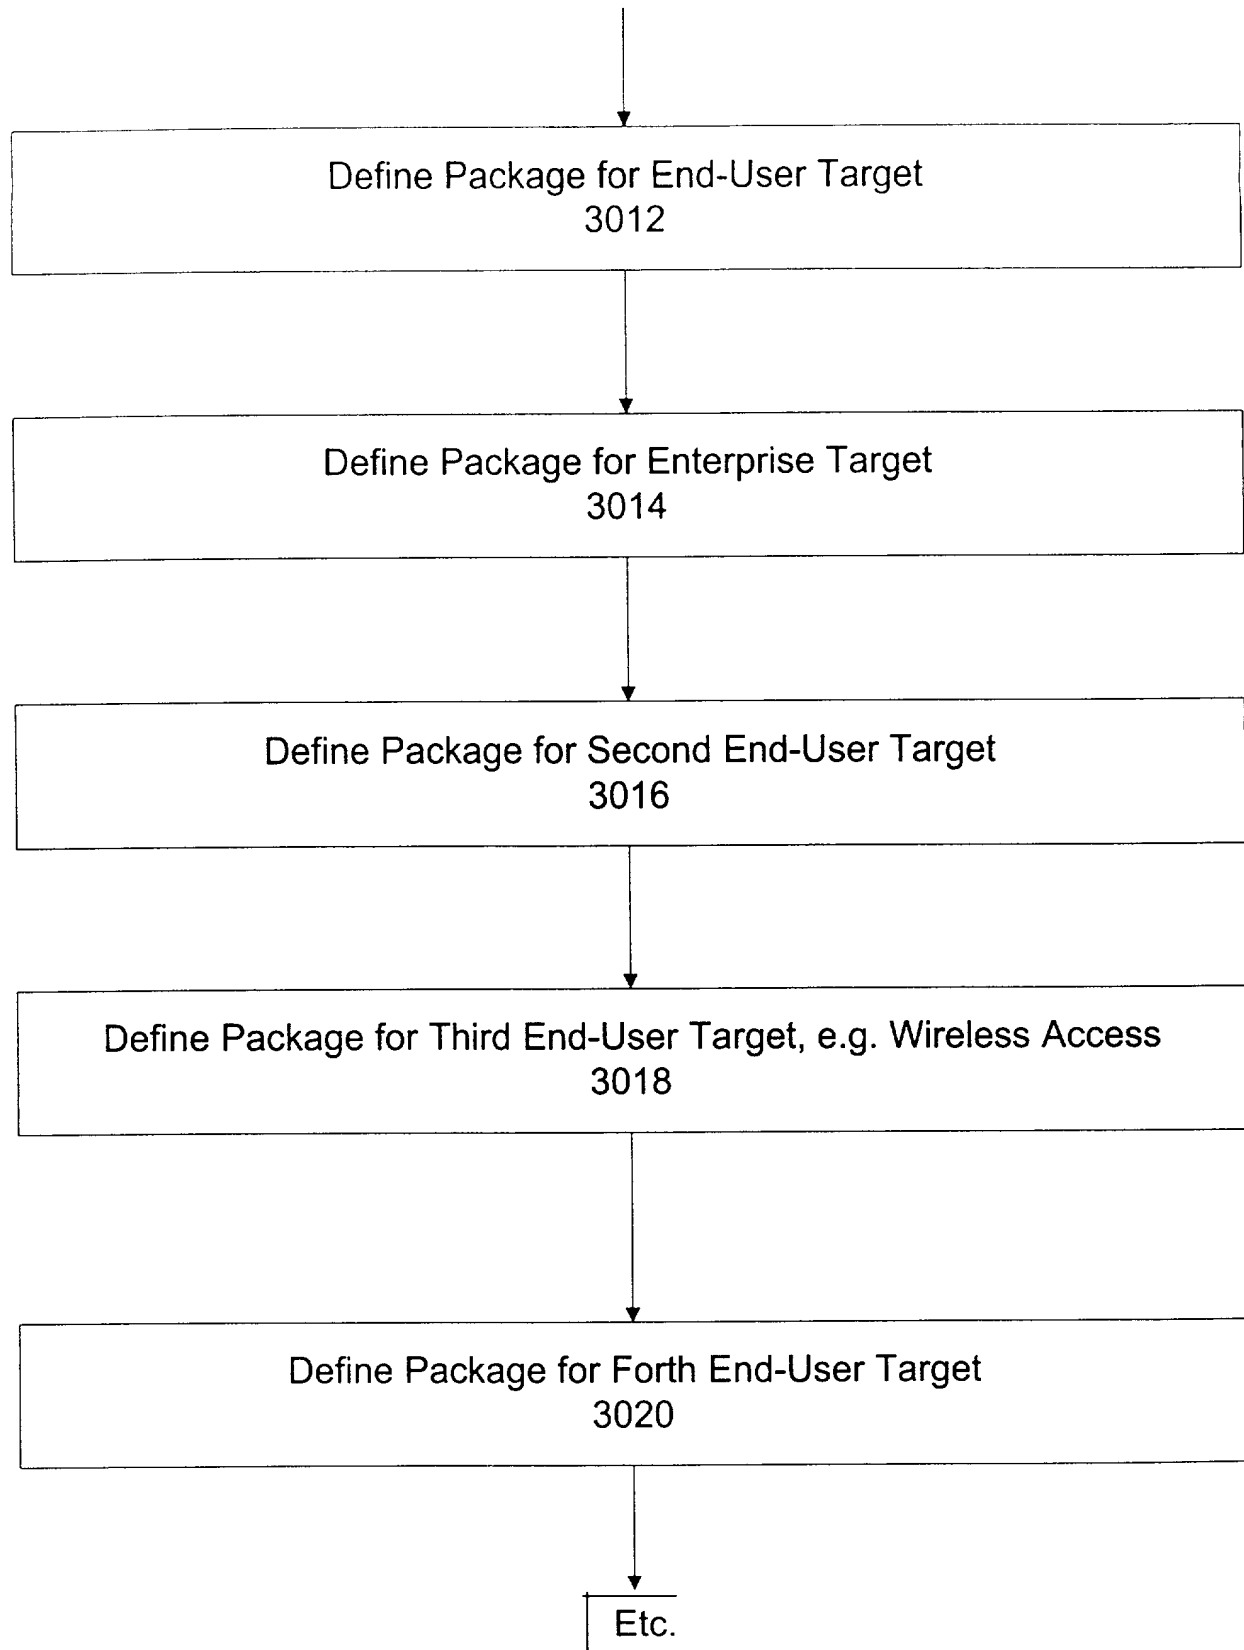 Define Package for End-User Target
3012
Define Package for Enterprise Target
3014
Define Package for Second End-User Target
3016
Define Package for Third End-User Target, e.g. Wireless Access
3018
Define Package for Forth End-User Target
3020
Etc.